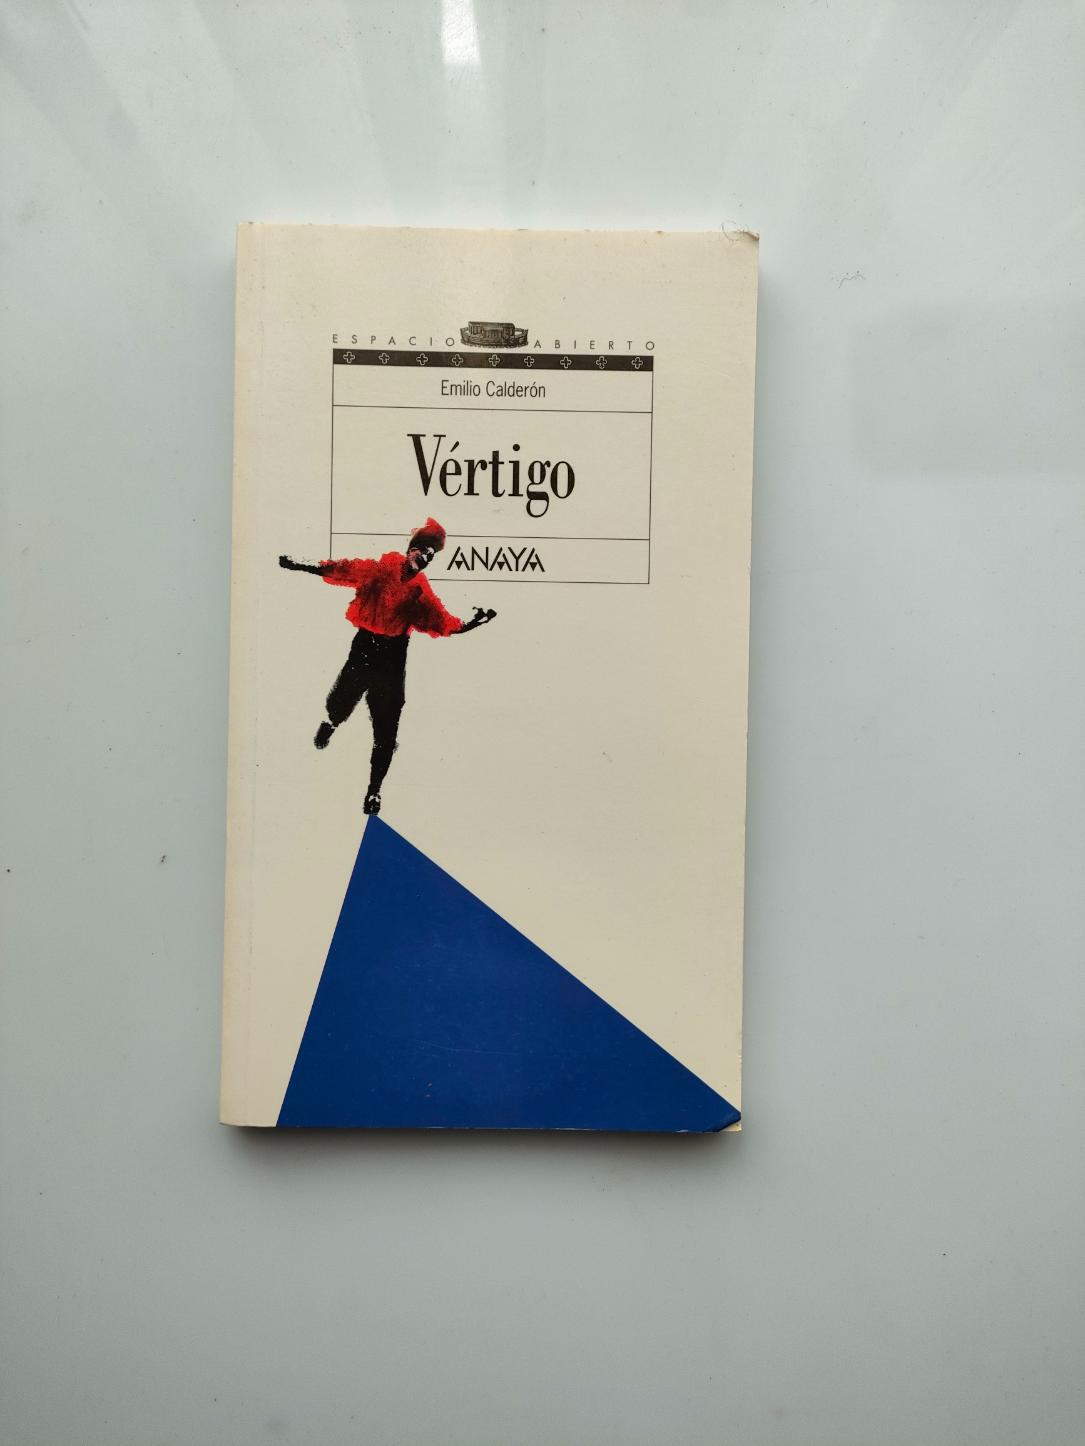 ESPACIO ABIERTO
Emilio Calderón
Vértigo
ANAYA